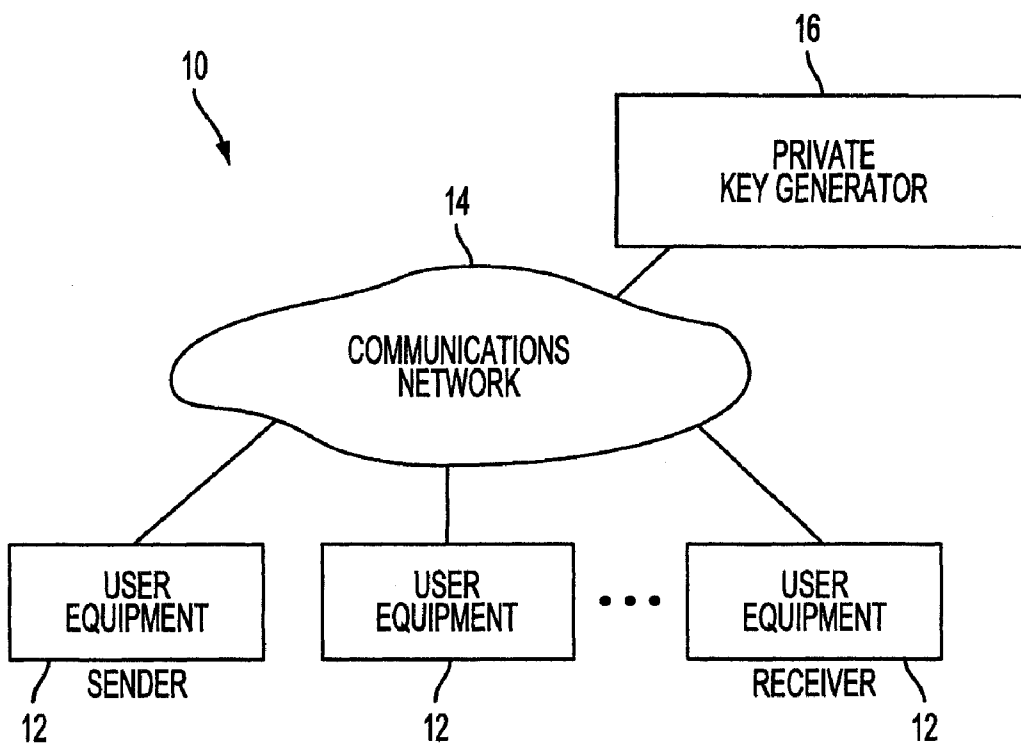 16
10
PRIVATE
KEY GENERATOR
14
COMMUNICATIONS
NETWORK
USER
EQUIPMENT
USER
EQUIPMENT
USER
EQUIPMENT
12
SENDER
12
RECEIVER
12